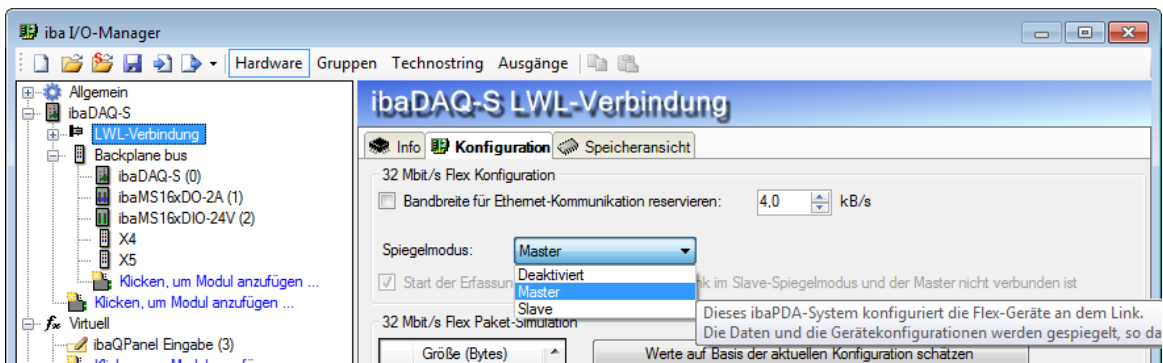 iba I/O-Manager
Hardware Gruppen Technostring Ausgänge
Allgemein
ibaDAQ-S
LWL-Verbindung
Backplane bus
ibaDAQ-S (0)
ibaMS16xDO-2A (1)
ibaMS16xDIO-24V (2)
X4
X5
Klicken, um Modul anzufügen ...
Klicken, um Modul anzufügen ...
Virtuell
ibaQPanel Eingabe (3)
ibaDAQ-S LWL-Verbindung
Info Konfiguration Speicheransicht
32 Mbit/s Flex Konfiguration
Bandbreite für Ethernet-Kommunikation reservieren: 4,0 kB/s
Spiegelmodus: Master
Deaktiviert
Master
Slave
Start der Erfassun im Slave-Spiegelmodus und der Master nicht verbunden ist
Dieses ibaPDA-System konfiguriert die Flex-Geräte an dem Link.
Die Daten und die Gerätekonfigurationen werden gespiegelt, so da
32 Mbit/s Flex Paket-Simulation
Größe (Bytes) Werte auf Basis der aktuellen Konfiguration schätzen